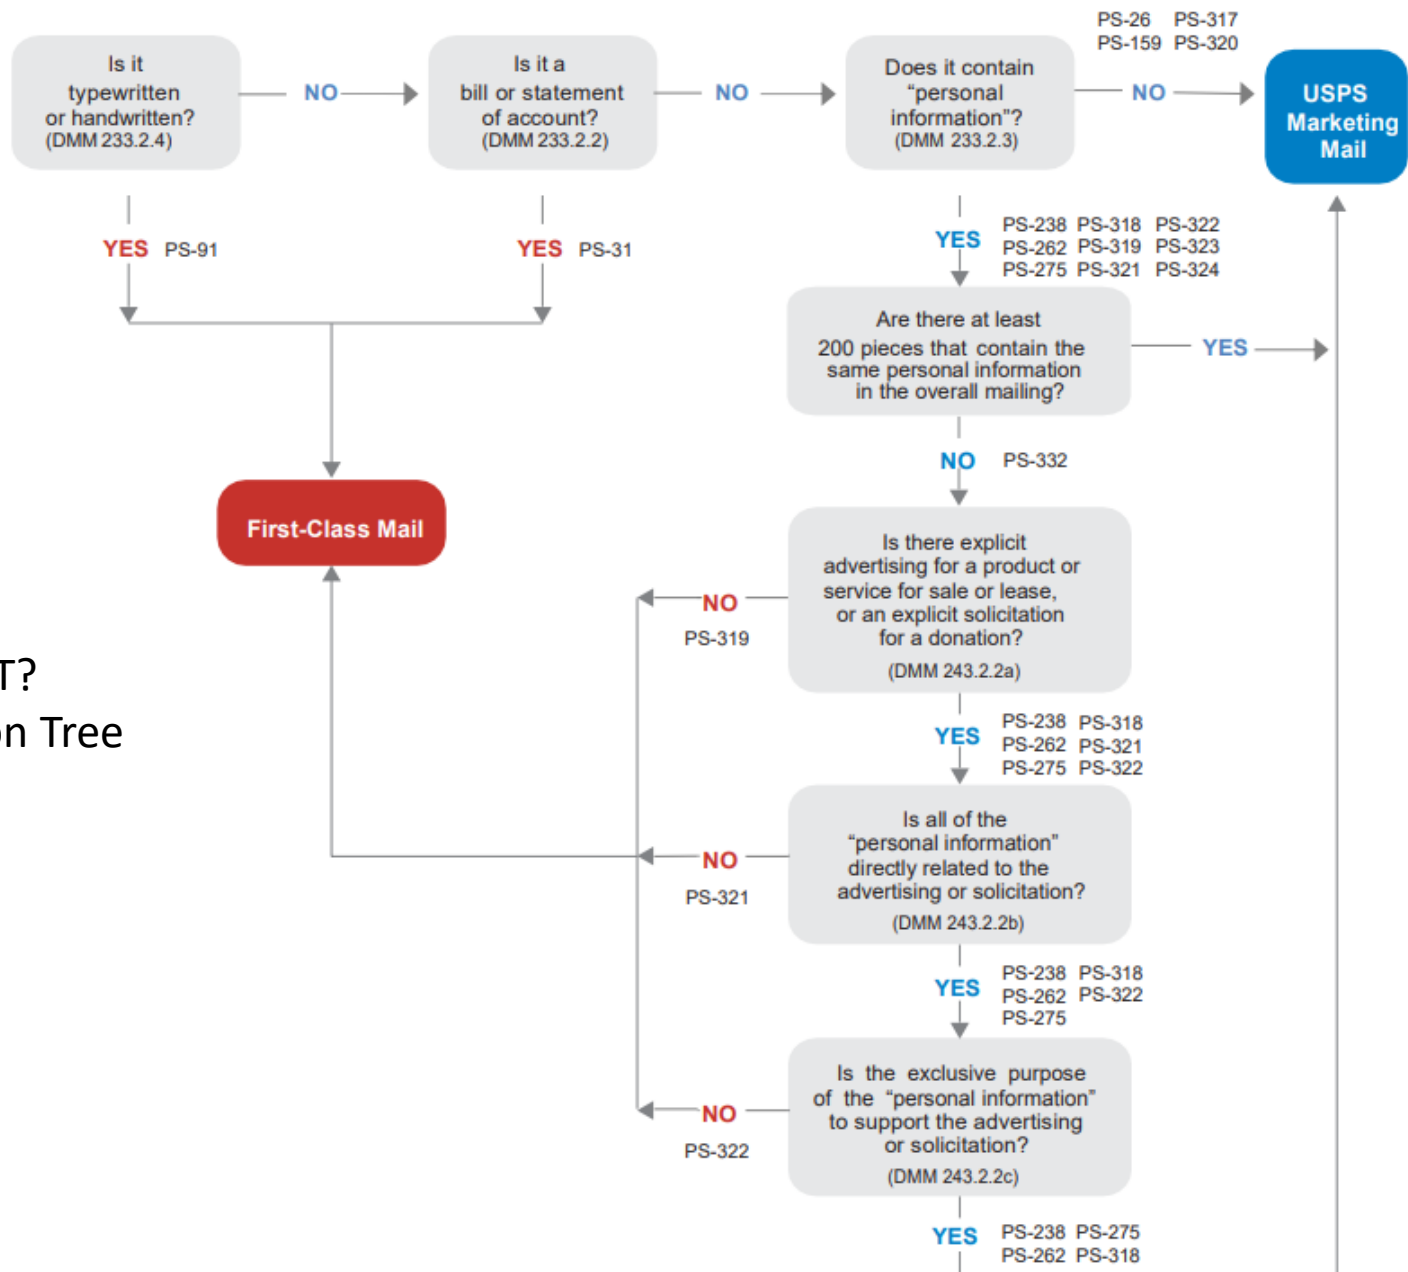 Is it
typewritten
or handwritten?
(DMM 233.2.4)
NO
Is it a
bill or statement
of account?
(DMM 233.2.2)
NO
Does it contain
“personal
information”?
(DMM 233.2.3)
PS-26 PS-317
PS-159 PS-320
NO
USPS
Marketing
Mail
YES PS-91
YES PS-31
YES
PS-238 PS-318 PS-322
PS-262 PS-319 PS-323
PS-275 PS-321 PS-324
Are there at least
200 pieces that contain the
same personal information
in the overall mailing?
YES
NO PS-332
First-Class Mail
Is there explicit
advertising for a product or
service for sale or lease,
or an explicit solicitation
for a donation?
(DMM 243.2.2a)
NO
PS-319
T?
on Tree
YES
PS-238 PS-318
PS-262 PS-321
PS-275 PS-322
Is all of the
“personal information”
directly related to the
advertising or solicitation?
(DMM 243.2.2b)
NO
PS-321
YES
PS-238 PS-318
PS-262 PS-322
PS-275
Is the exclusive purpose
of the “personal information”
to support the advertising
or solicitation?
(DMM 243.2.2c)
NO
PS-322
YES
PS-238 PS-275
PS-262 PS-318